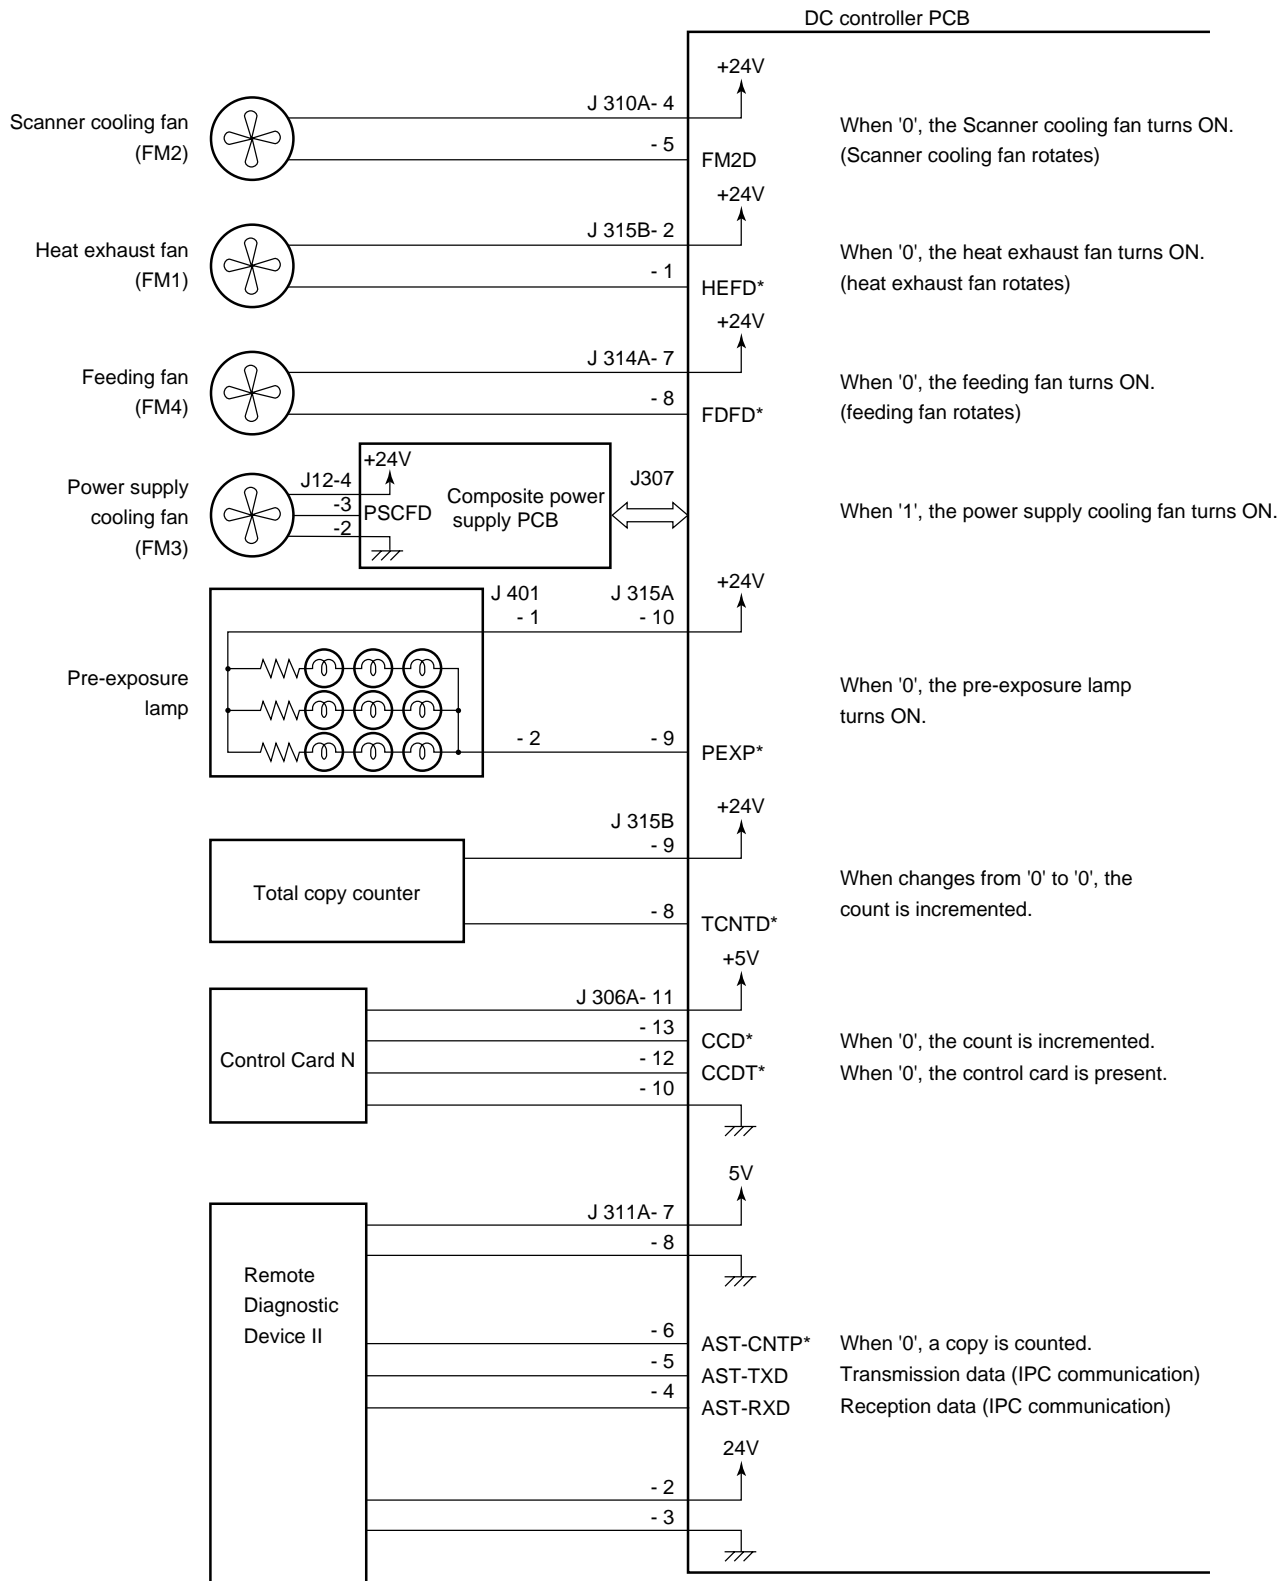 DC controller PCB
+24V
J 310A- 4
Scanner cooling fan
(FM2)
- 5
FM2D
When '0', the Scanner cooling fan turns ON.
(Scanner cooling fan rotates)
+24V
J 315B- 2
Heat exhaust fan
(FM1)
- 1
HEFD*
When '0', the heat exhaust fan turns ON.
(heat exhaust fan rotates)
+24V
J 314A- 7
Feeding fan
(FM4)
- 8
FDFD*
When '0', the feeding fan turns ON.
(feeding fan rotates)
Power supply
cooling fan
(FM3)
J12-4
-3
-2
+24V
PSCFD
Composite power
supply PCB
J307
When '1', the power supply cooling fan turns ON.
+24V
J 401
- 1
J 315A
- 10
Pre-exposure
lamp
- 2
- 9
PEXP*
When '0', the pre-exposure lamp
turns ON.
+24V
J 315B
- 9
Total copy counter
- 8
TCNTD*
When changes from '0' to '0', the
count is incremented.
+5V
J 306A- 11
- 13
CCD*
When '0', the count is incremented.
Control Card N
- 12
CCDT*
When '0', the control card is present.
- 10
5V
J 311A- 7
- 8
Remote
Diagnostic
Device II
- 6
AST-CNTP*
When '0', a copy is counted.
- 5
AST-TXD
Transmission data (IPC communication)
- 4
AST-RXD
Reception data (IPC communication)
24V
- 2
- 3